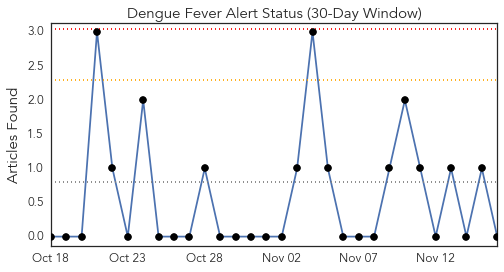 Dengue Fever Alert Status (30-Day Window)
Articles Found
3.0
2.5
2.0
1.5
1.0
0.5
0.0
Oct 18 Oct 23 Oct 28 Nov 02 Nov 07 Nov 12